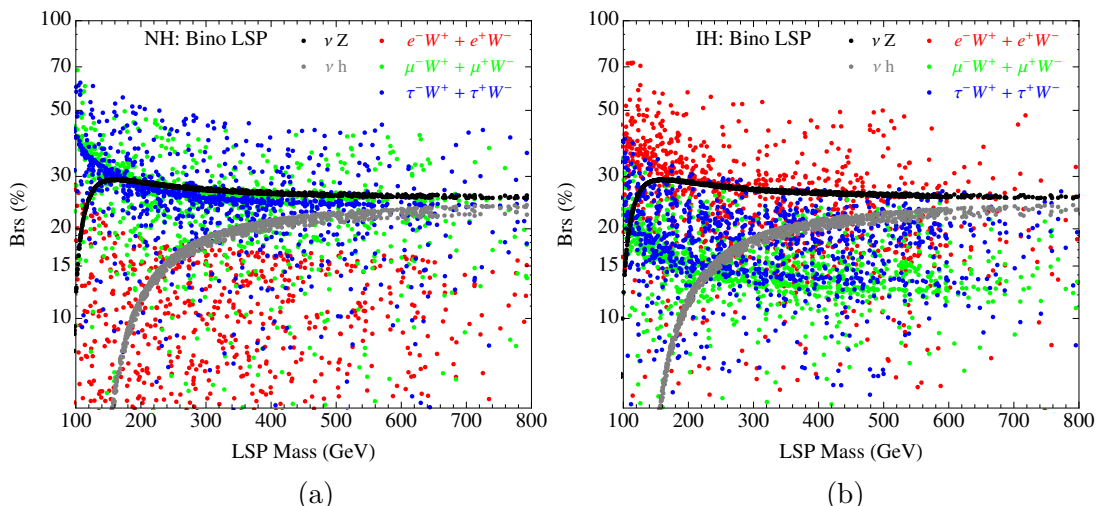 NH: Bino LSP
ν Z
ν h
e⁻W⁺ + e⁺W⁻
μ⁻W⁺ + μ⁺W⁻
τ⁻W⁺ + τ⁺W⁻
100
70
50
30
20
15
10
Brs (%)
100 200 300 400 500 600 700 800
LSP Mass (GeV)
(a)
IH: Bino LSP
ν Z
ν h
e⁻W⁺ + e⁺W⁻
μ⁻W⁺ + μ⁺W⁻
τ⁻W⁺ + τ⁺W⁻
100
70
50
30
20
15
10
Brs (%)
100 200 300 400 500 600 700 800
LSP Mass (GeV)
(b)